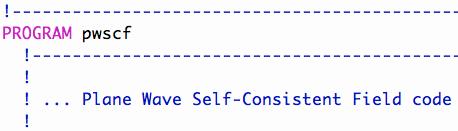 !----------------------------------------
PROGRAM pwscf
  !--------------------------------------
  !
  ! ... Plane Wave Self-Consistent Field code
  !